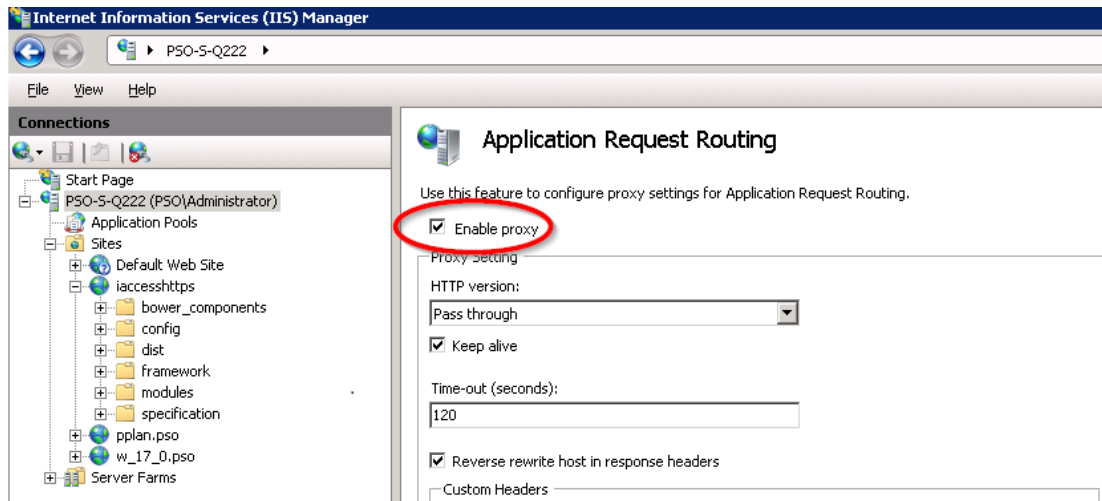 Internet Information Services (IIS) Manager
PSO-S-Q222
File View Help
Connections
Start Page
PSO-S-Q222 (PSO\Administrator)
Application Pools
Sites
Default Web Site
iaccesshttps
bower_components
config
dist
framework
modules
specification
pplan.pso
w_17_0.pso
Server Farms
Application Request Routing
Use this feature to configure proxy settings for Application Request Routing.
Enable proxy
Proxy Setting
HTTP version:
Pass through
Keep alive
Time-out (seconds):
120
Reverse rewrite host in response headers
Custom Headers